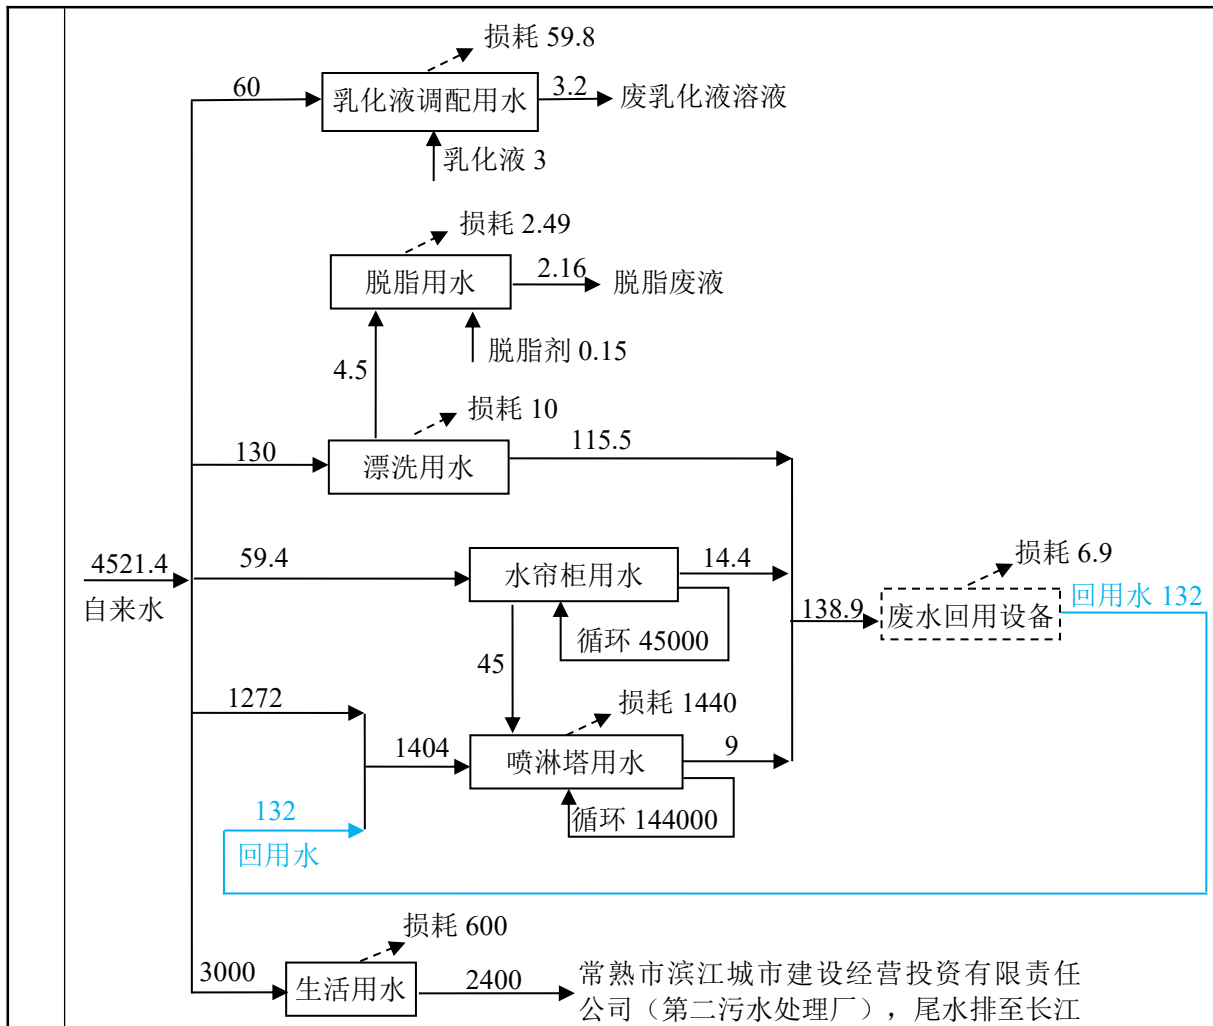 损耗 59.8
60
乳化液调配用水
3.2
废乳化液溶液
乳化液 3
损耗 2.49
脱脂用水
2.16
脱脂废液
脱脂剂 0.15
4.5
损耗 10
130
漂洗用水
115.5
4521.4
自来水
59.4
水帘柜用水
14.4
循环 45000
损耗 6.9
138.9
废水回用设备
回用水 132
45
1272
损耗 1440
1404
喷淋塔用水
9
循环 144000
132
回用水
损耗 600
3000
生活用水
2400
常熟市滨江城市建设经营投资有限责任
公司（第二污水处理厂），尾水排至长江